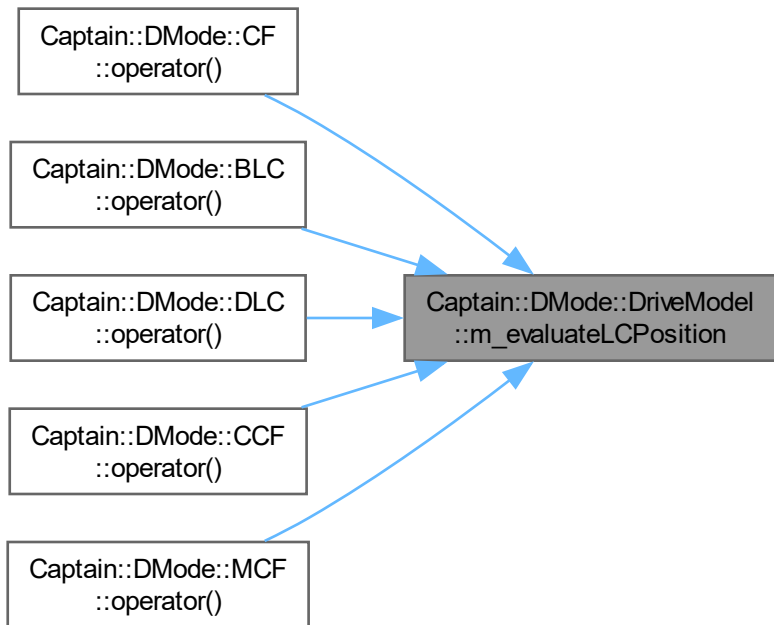 Captain::DMode::CF
::operator()
Captain::DMode::BLC
::operator()
Captain::DMode::DLC
::operator()
Captain::DMode::DriveModel
::m_evaluateLCPosition
Captain::DMode::CCF
::operator()
Captain::DMode::MCF
::operator()